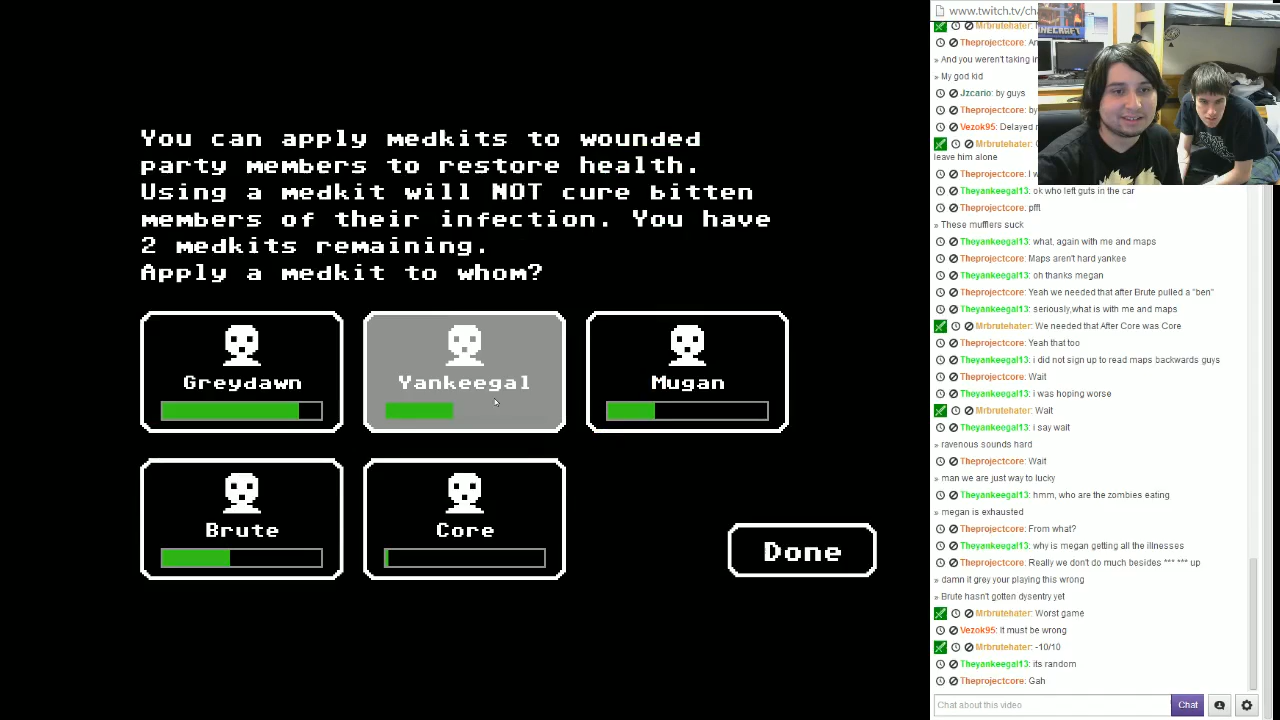 You can apply medkits to wounded
party members to restore health.
Using a medkit will NOT cure bitten
members of their infection. You have
2 medkits remaining.
Apply a medkit to whom?
Greydawn
Yankeegal
Mugan
Brute
Core
Done
www.twitch.tv/ch
Mrbrutehater:
Theprojectcore:
» And you weren't taking
» My god kid
Jzcario: by guys
Theprojectcore:
Vezok95: Delayed
Mrbrutehater:
leave him alone
Theprojectcore: I
Theyankeegal13: ok who left guts in the car
Theprojectcore: pfft
» These mufflers suck
Theyankeegal13: what, again with me and maps
Theprojectcore: Maps aren't hard yankee
Theyankeegal13: oh thanks megan
Theprojectcore: Yeah we needed that after Brute pulled a "ben"
Theyankeegal13: seriously,what is with me and maps
Mrbrutehater: We needed that After Core was Core
Theprojectcore: Yeah that too
Theyankeegal13: i did not sign up to read maps backwards guys
Theprojectcore: Wait
Theyankeegal13: i was hoping worse
Mrbrutehater: Wait
Theyankeegal13: i say wait
» ravenous sounds hard
Theprojectcore: Wait
» man we are just way to lucky
Theyankeegal13: hmm, who are the zombies eating
» megan is exhausted
Theprojectcore: From what?
Theyankeegal13: why is megan getting all the illnesses
Theprojectcore: Really we don't do much besides *** *** up
» damn it grey your playing this wrong
» Brute hasn't gotten dysentry yet
Mrbrutehater: Worst game
Vezok95: It must be wrong
Mrbrutehater: -10/10
Theyankeegal13: its random
Theprojectcore: Gah
Chat about this video
Chat